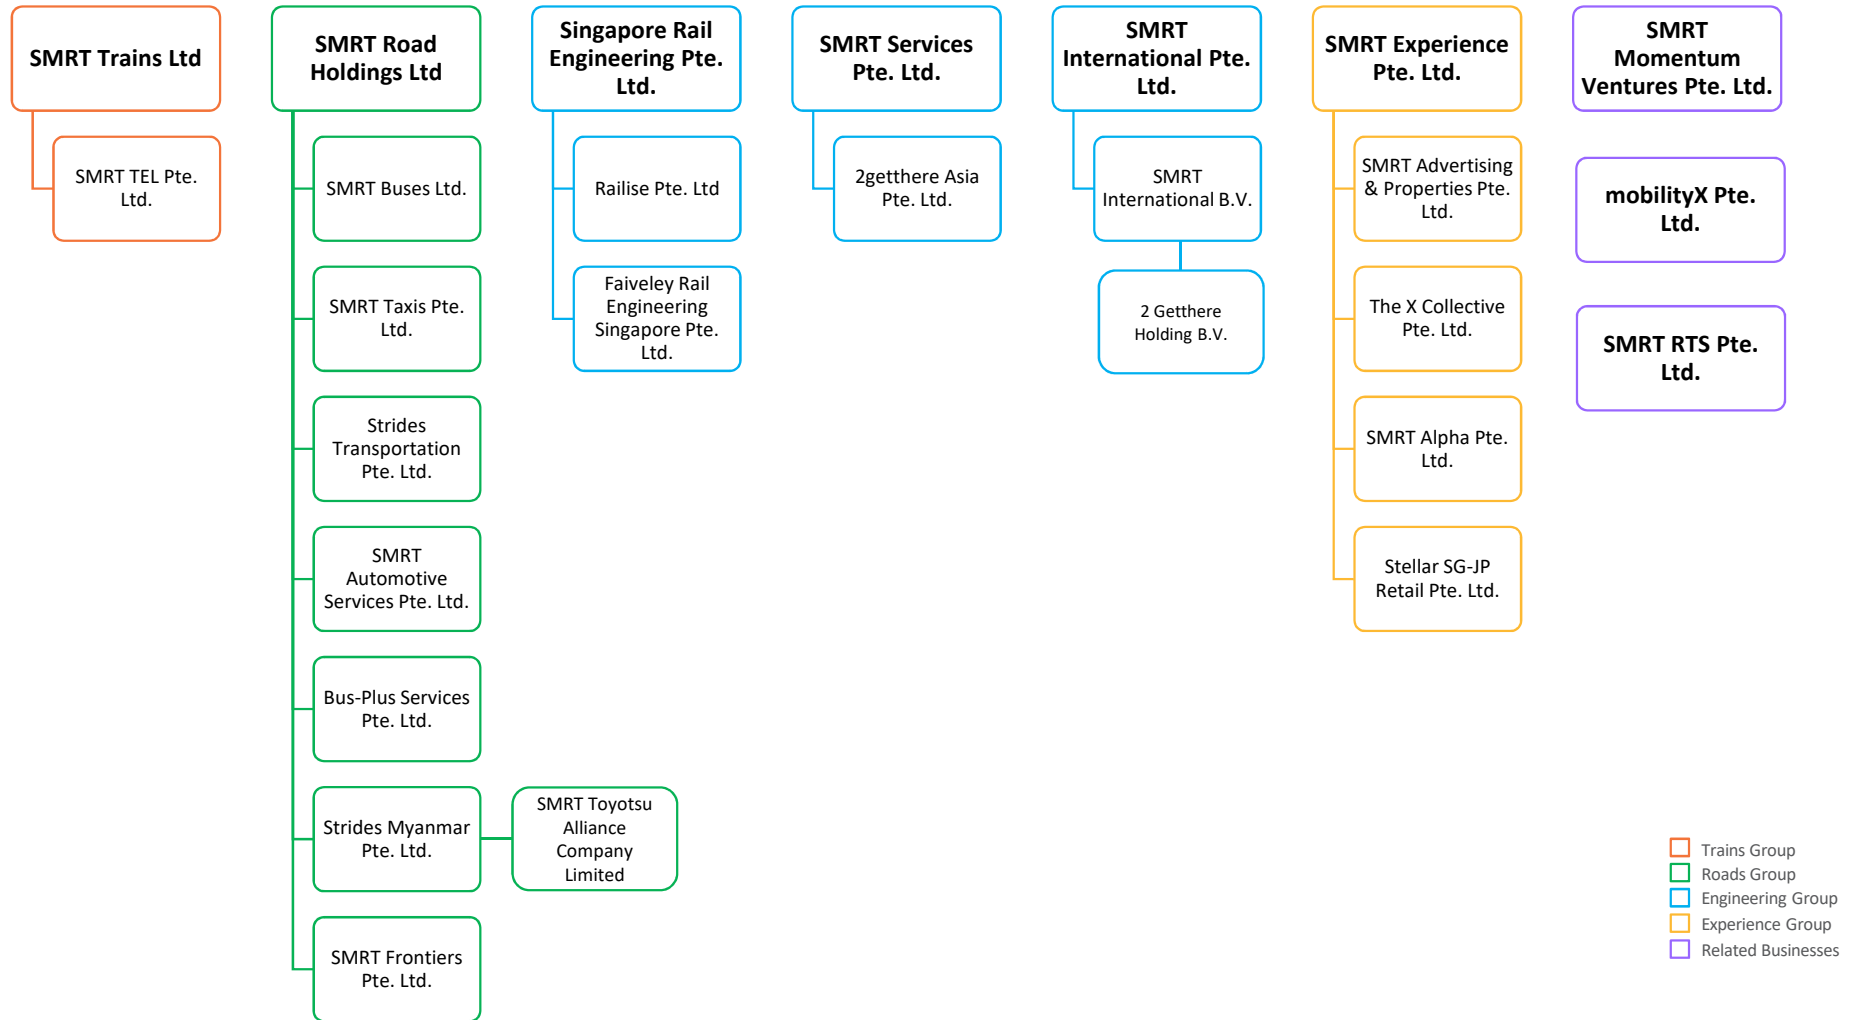 SMRT Trains Ltd
SMRT TEL Pte.
Ltd.
SMRT Road
Holdings Ltd
SMRT Buses Ltd.
SMRT Taxis Pte.
Ltd.
Strides
Transportation
Pte. Ltd.
SMRT
Automotive
Services Pte. Ltd.
Bus-Plus Services
Pte. Ltd.
Strides Myanmar
Pte. Ltd.
SMRT Toyotsu
Alliance
Company
Limited
SMRT Frontiers
Pte. Ltd.
Singapore Rail
Engineering Pte.
Ltd.
Railise Pte. Ltd
Faiveley Rail
Engineering
Singapore Pte.
Ltd.
SMRT Services
Pte. Ltd.
2getthere Asia
Pte. Ltd.
SMRT
International Pte.
Ltd.
SMRT
International B.V.
2 Getthere
Holding B.V.
SMRT Experience
Pte. Ltd.
SMRT Advertising
& Properties Pte.
Ltd.
The X Collective
Pte. Ltd.
SMRT Alpha Pte.
Ltd.
Stellar SG-JP
Retail Pte. Ltd.
SMRT
Momentum
Ventures Pte. Ltd.
mobilityX Pte.
Ltd.
SMRT RTS Pte.
Ltd.
Trains Group
Roads Group
Engineering Group
Experience Group
Related Businesses